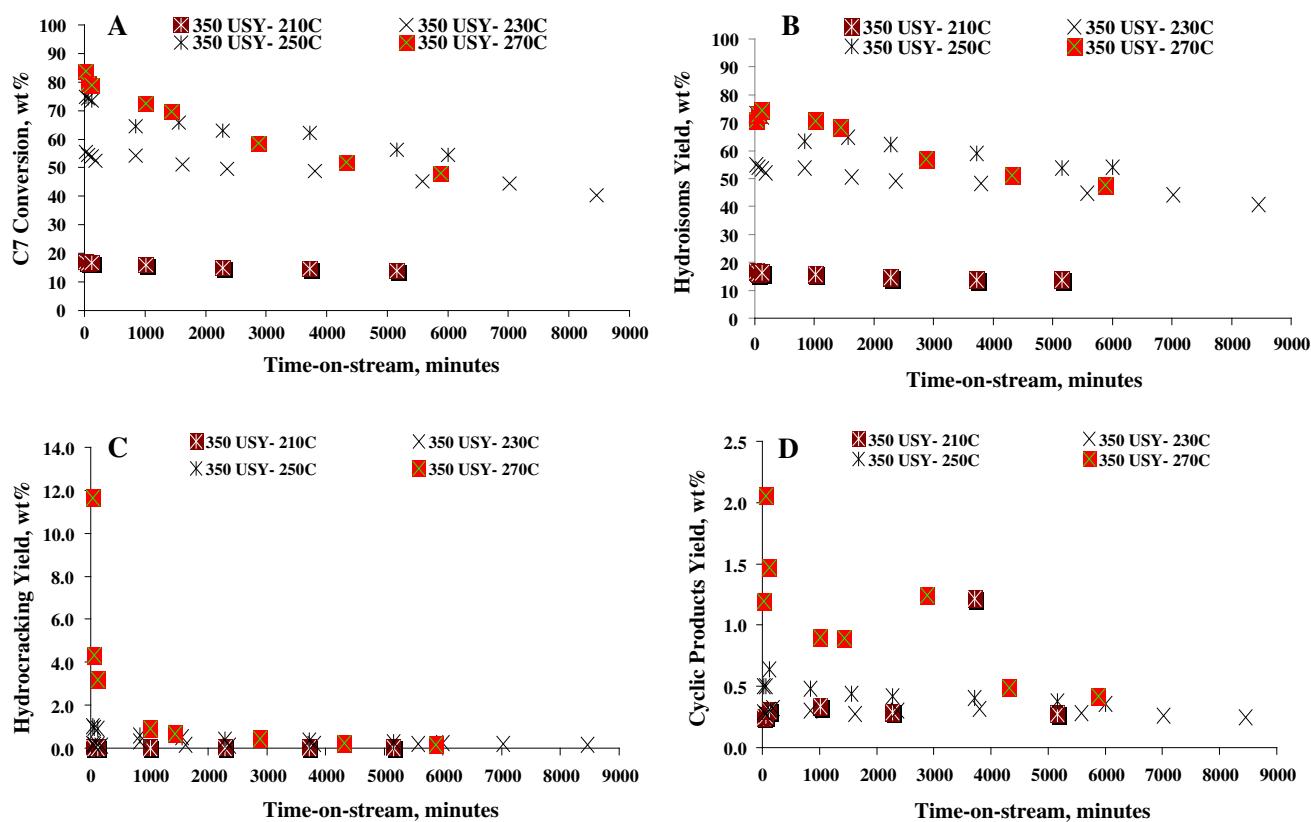 A
350 USY- 210C 350 USY- 230C
350 USY- 250C 350 USY- 270C
C7 Conversion, wt%
100
90
80
70
60
50
40
30
20
10
0
0 1000 2000 3000 4000 5000 6000 7000 8000 9000
Time-on-stream, minutes
B
350 USY- 210C 350 USY- 230C
350 USY- 250C 350 USY- 270C
Hydroisoms Yield, wt%
100
90
80
70
60
50
40
30
20
10
0
0 1000 2000 3000 4000 5000 6000 7000 8000 9000
Time-on-stream, minutes
C
350 USY- 210C 350 USY- 230C
350 USY- 250C 350 USY- 270C
Hydrocracking Yield, wt%
14.0
12.0
10.0
8.0
6.0
4.0
2.0
0.0
0 1000 2000 3000 4000 5000 6000 7000 8000 9000
Time-on-stream, minutes
D
350 USY- 210C 350 USY- 230C
350 USY- 250C 350 USY- 270C
Cyclic Products Yield, wt%
2.5
2.0
1.5
1.0
0.5
0.0
0 1000 2000 3000 4000 5000 6000 7000 8000 9000
Time-on-stream, minutes